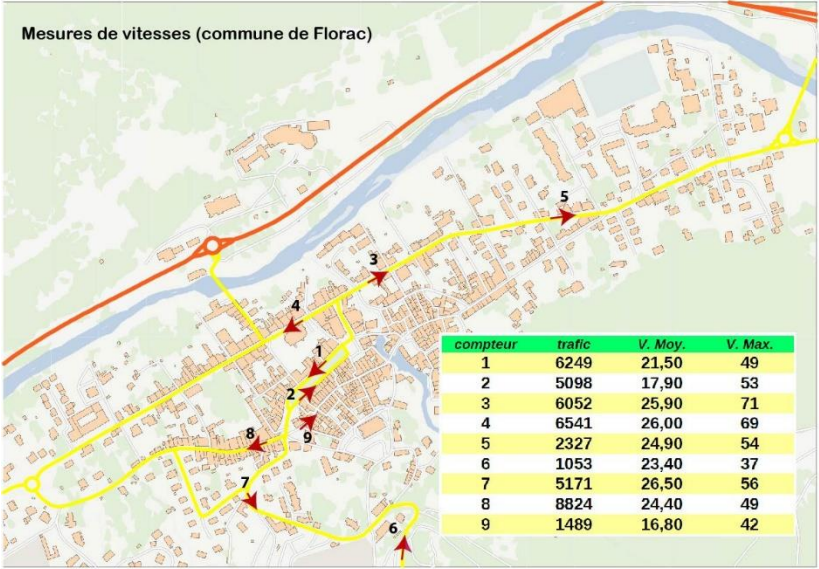 Mesures de vitesses (commune de Florac)
5
3
4
1
2
9
8
7
6
compteur trafic V. Moy. V. Max.
1 6249 21,50 49
2 5098 17,90 53
3 6052 25,90 71
4 6541 26,00 69
5 2327 24,90 54
6 1053 23,40 37
7 5171 26,50 56
8 8824 24,40 49
9 1489 16,80 42